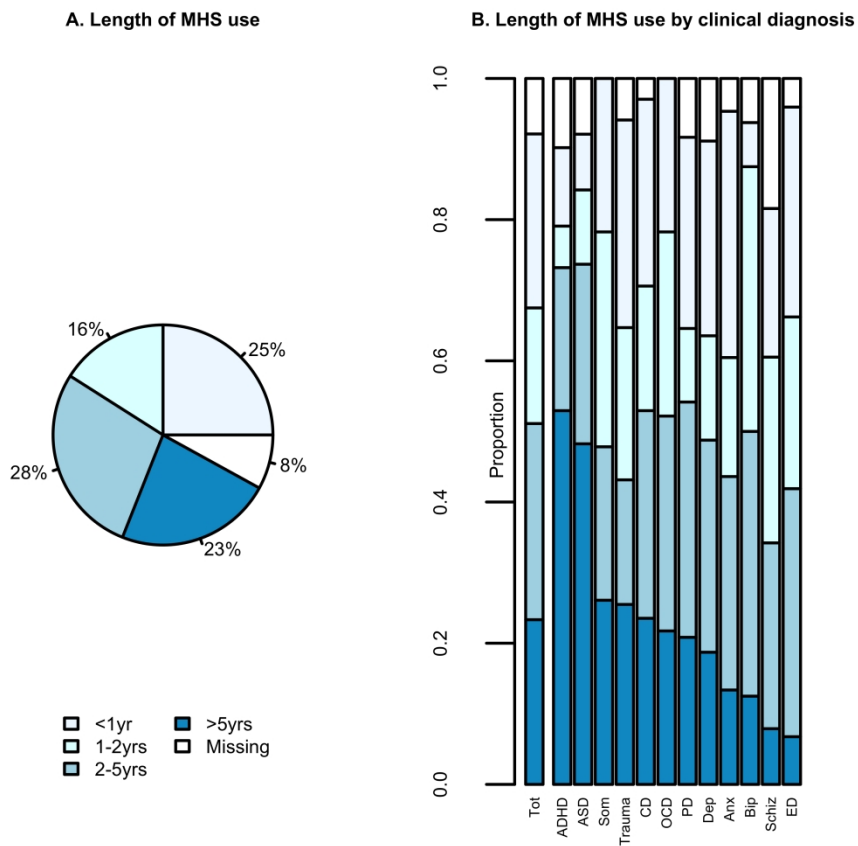 A. Length of MHS use
16%
25%
28%
8%
23%
<1yr
1-2yrs
2-5yrs
>5yrs
Missing
B. Length of MHS use by clinical diagnosis
Proportion
1.0
0.8
0.6
0.4
0.2
0.0
Tot
ADHD
ASD
Som
Trauma
CD
OCD
PD
Dep
Anx
Bip
Schiz
ED